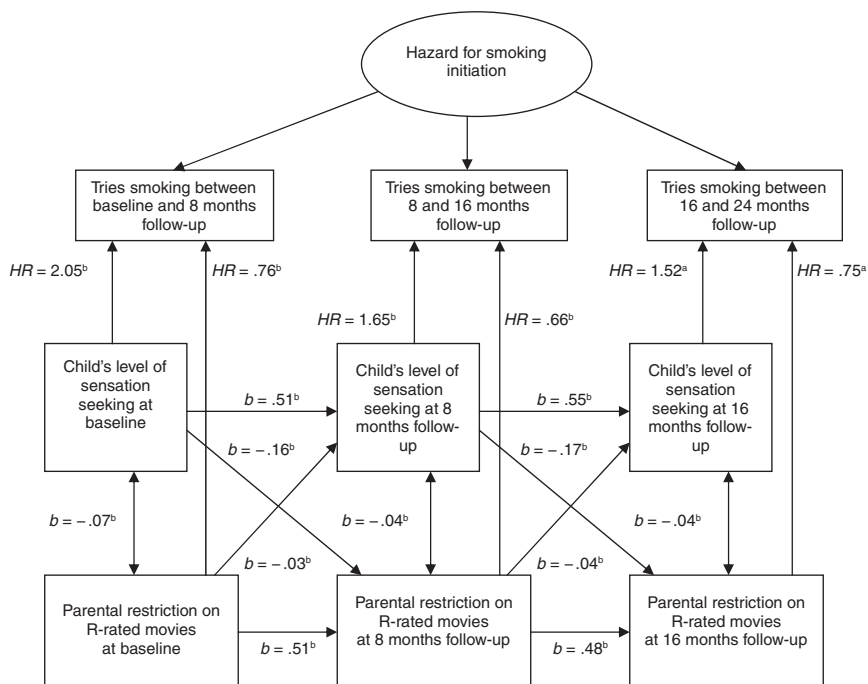 Hazard for smoking
initiation
Tries smoking between
baseline and 8 months
follow-up
Tries smoking between
8 and 16 months
follow-up
Tries smoking between
16 and 24 months
follow-up
HR = 2.05ᵇ
HR = .76ᵇ
HR = 1.65ᵇ
HR = .66ᵇ
HR = 1.52ᵃ
HR = .75ᵃ
Child's level of
sensation
seeking at
baseline
b = .51ᵇ
Child's level of
sensation
seeking at 8
months follow-
up
b = .55ᵇ
Child's level of
sensation
seeking at 16
months follow-
up
b = −.16ᵇ
b = −.17ᵇ
b = −.07ᵇ
b = −.04ᵇ
b = −.04ᵇ
b = −.03ᵇ
b = −.04ᵇ
Parental restriction on
R-rated movies
at baseline
b = .51ᵇ
Parental restriction on
R-rated movies
at 8 months follow-up
b = .48ᵇ
Parental restriction on
R-rated movies
at 16 months follow-up